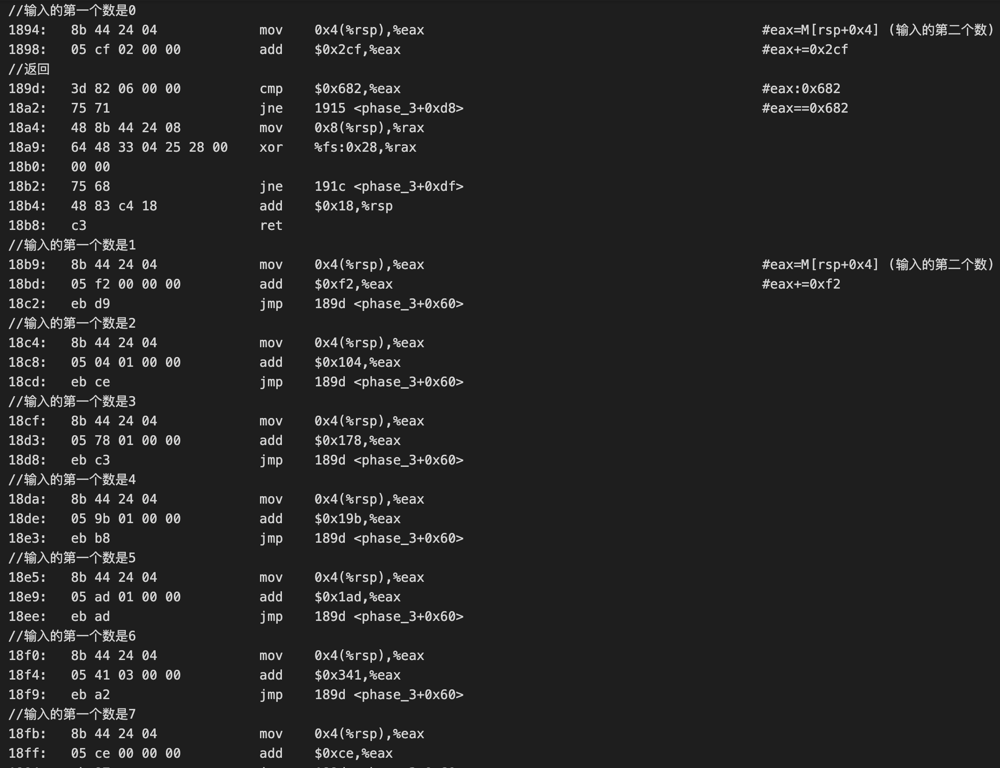 //输入的第一个数是0
1894:   8b 44 24 04             mov    0x4(%rsp),%eax                                           #eax=M[rsp+0x4] (输入的第二个数)
1898:   05 cf 02 00 00          add    $0x2cf,%eax                                              #eax+=0x2cf
//返回
189d:   3d 82 06 00 00          cmp    $0x682,%eax                                              #eax:0x682
18a2:   75 71                   jne    1915 <phase_3+0xd8>                                      #eax==0x682
18a4:   48 8b 44 24 08          mov    0x8(%rsp),%rax
18a9:   64 48 33 04 25 28 00    xor    %fs:0x28,%rax
18b0:   00 00
18b2:   75 68                   jne    191c <phase_3+0xdf>
18b4:   48 83 c4 18             add    $0x18,%rsp
18b8:   c3                      ret
//输入的第一个数是1
18b9:   8b 44 24 04             mov    0x4(%rsp),%eax                                           #eax=M[rsp+0x4] (输入的第二个数)
18bd:   05 f2 00 00 00          add    $0xf2,%eax                                               #eax+=0xf2
18c2:   eb d9                   jmp    189d <phase_3+0x60>
//输入的第一个数是2
18c4:   8b 44 24 04             mov    0x4(%rsp),%eax
18c8:   05 04 01 00 00          add    $0x104,%eax
18cd:   eb ce                   jmp    189d <phase_3+0x60>
//输入的第一个数是3
18cf:   8b 44 24 04             mov    0x4(%rsp),%eax
18d3:   05 78 01 00 00          add    $0x178,%eax
18d8:   eb c3                   jmp    189d <phase_3+0x60>
//输入的第一个数是4
18da:   8b 44 24 04             mov    0x4(%rsp),%eax
18de:   05 9b 01 00 00          add    $0x19b,%eax
18e3:   eb b8                   jmp    189d <phase_3+0x60>
//输入的第一个数是5
18e5:   8b 44 24 04             mov    0x4(%rsp),%eax
18e9:   05 ad 01 00 00          add    $0x1ad,%eax
18ee:   eb ad                   jmp    189d <phase_3+0x60>
//输入的第一个数是6
18f0:   8b 44 24 04             mov    0x4(%rsp),%eax
18f4:   05 41 03 00 00          add    $0x341,%eax
18f9:   eb a2                   jmp    189d <phase_3+0x60>
//输入的第一个数是7
18fb:   8b 44 24 04             mov    0x4(%rsp),%eax
18ff:   05 ce 00 00 00          add    $0xce,%eax